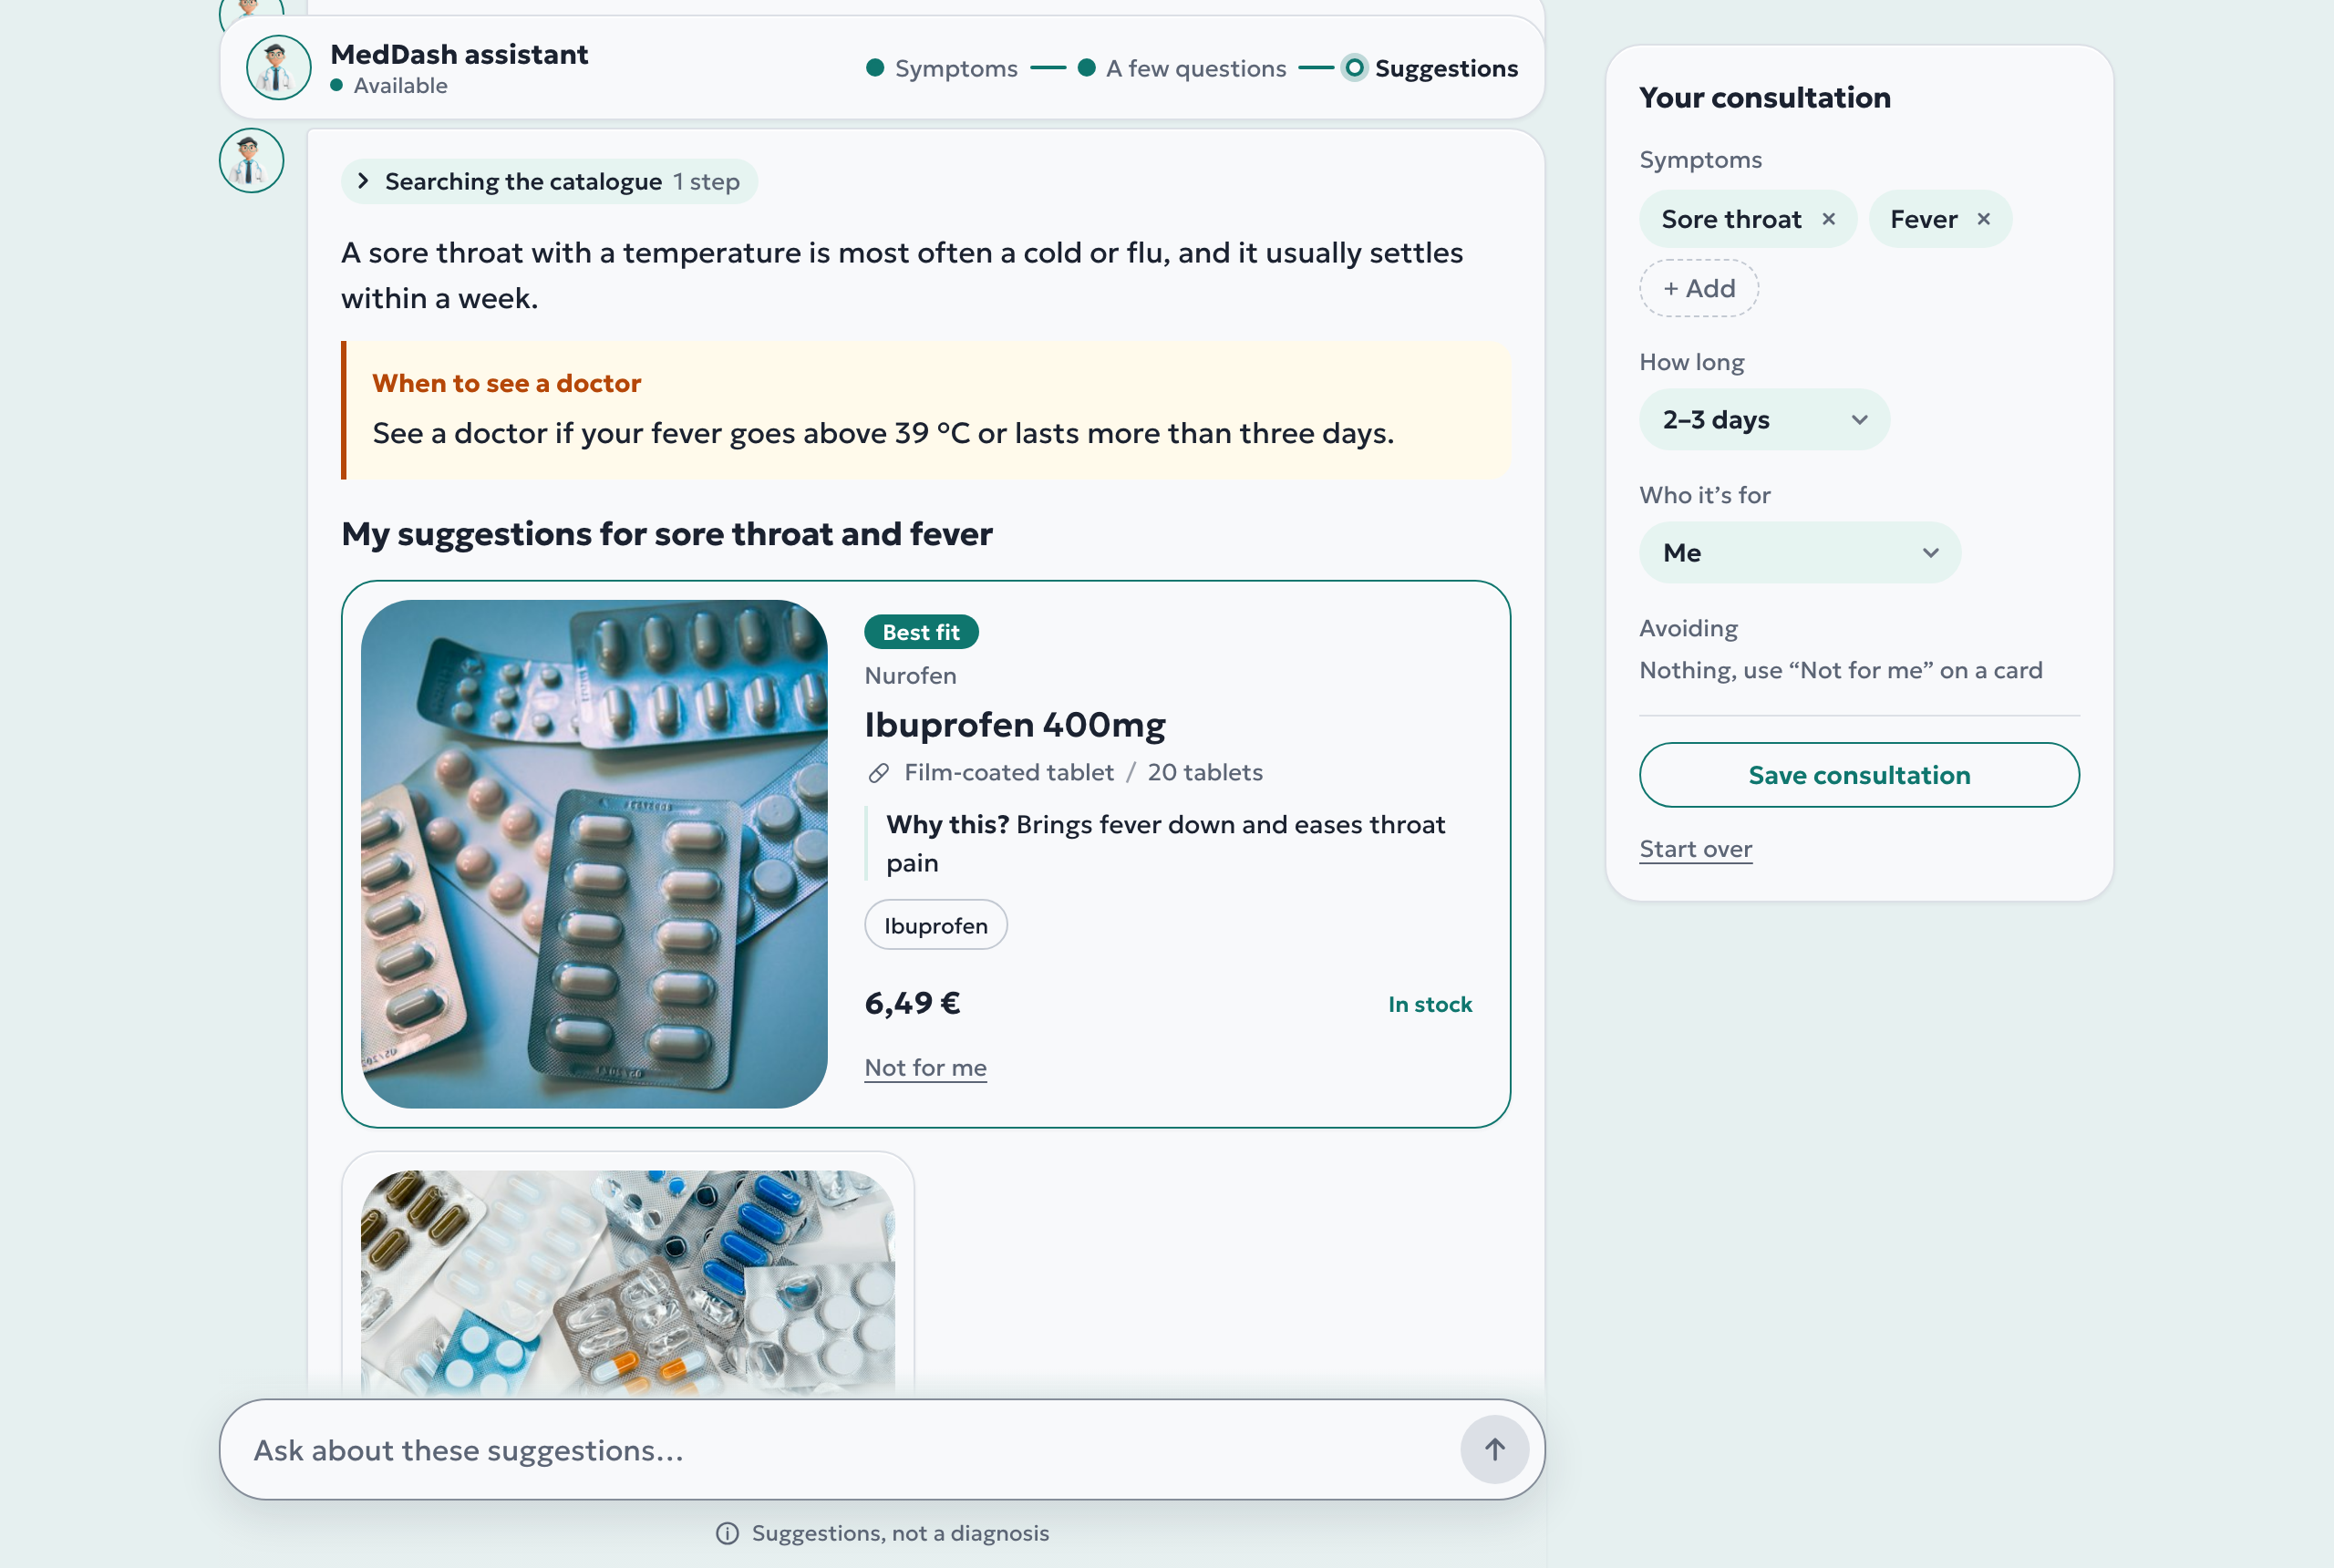 MedDash assistant
Available
Symptoms
A few questions
Suggestions
Searching the catalogue 1 step
A sore throat with a temperature is most often a cold or flu, and it usually settles
within a week.
When to see a doctor
See a doctor if your fever goes above 39 °C or lasts more than three days.
My suggestions for sore throat and fever
Best fit
Nurofen
Ibuprofen 400mg
Film-coated tablet / 20 tablets
Why this? Brings fever down and eases throat
pain
Ibuprofen
6,49 €
In stock
Not for me
Ask about these suggestions…
Suggestions, not a diagnosis
Your consultation
Symptoms
Sore throat ×
Fever ×
+ Add
How long
2–3 days
Who it’s for
Me
Avoiding
Nothing, use “Not for me” on a card
Save consultation
Start over